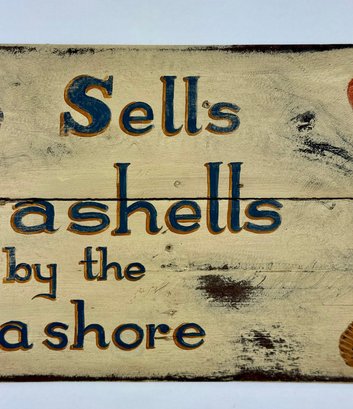 Sells
ashells
by the
ashore